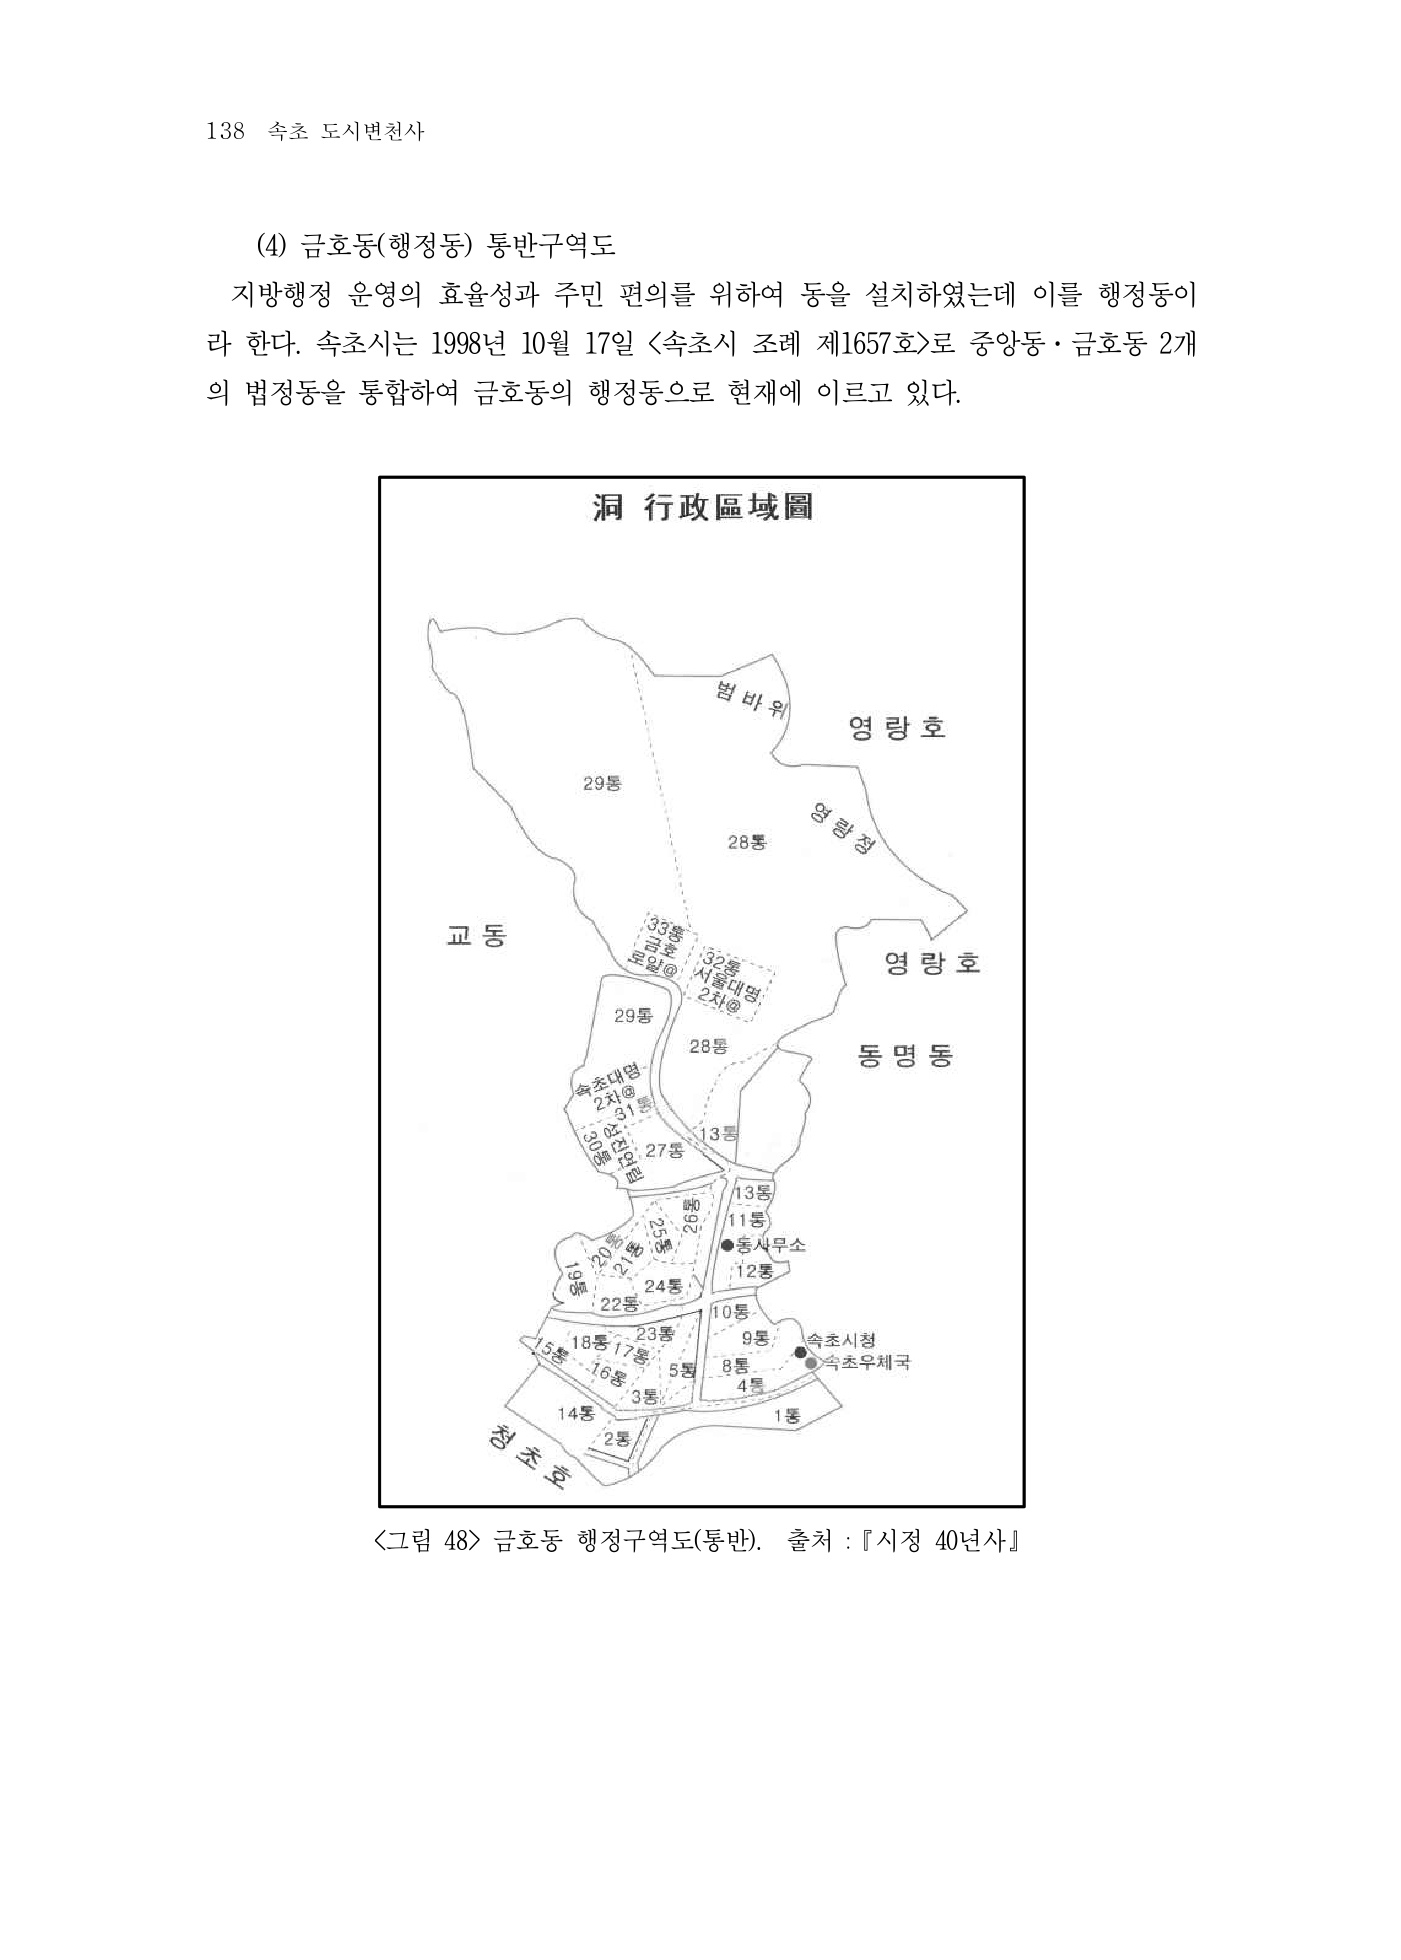 138 속초 도시변천사
(4) 금호동(행정동) 통반구역도
지방행정 운영의 효율성과 주민 편의를 위하여 동을 설치하였는데 이를 행정동이
라 한다. 속초시는 1998년 10월 17일 <속초시 조례 제1657호>로 중앙동·금호동 2개
의 법정동을 통합하여 금호동의 행정동으로 현재에 이르고 있다.
洞 行政區域圖
범바위
영랑호
29통
28통
영랑정
교동
33통
금호
로얄@
32통
서울대명
2차@
영랑호
29통
28통
동명동
속초대명
2차@
31통
13통
30통
성진연립
27통
13통
26통
11통
25통
20통
21통
동사무소
19통
12통
24통
22통
10통
23통
9통
속초시청
18통
17통
15통
속초우체국
8통
5통
16통
4통
3통
14통
1통
2통
청초호
<그림 48> 금호동 행정구역도(통반). 출처 :『시정 40년사』